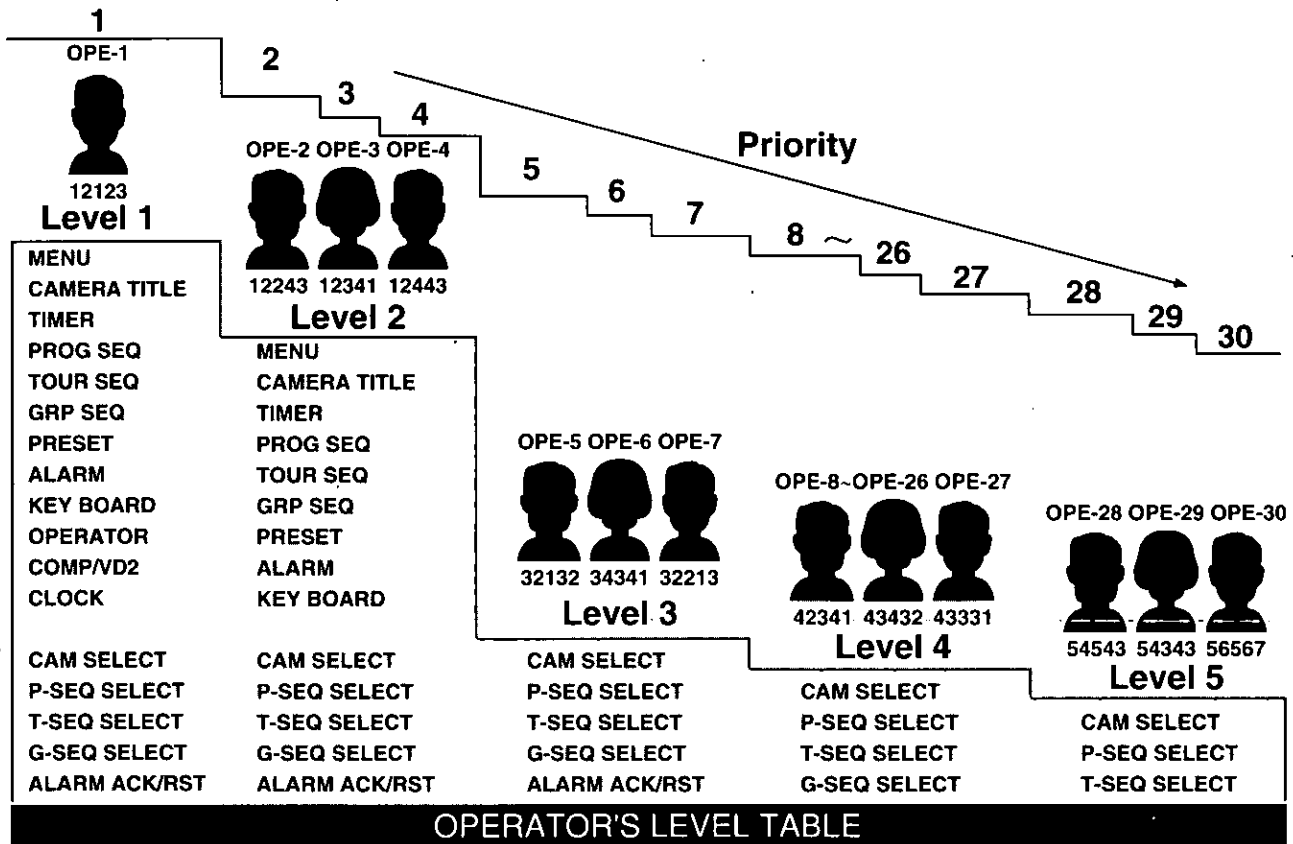 1
OPE-1
12123
Level 1
2
3
4
OPE-2 OPE-3 OPE-4
12243 12341 12443
Level 2
Priority
5
6
7
8 ~ 26
27
28
29
30
MENU
CAMERA TITLE
TIMER
PROG SEQ
TOUR SEQ
GRP SEQ
PRESET
ALARM
KEY BOARD
OPERATOR
COMP/VD2
CLOCK
CAM SELECT
P-SEQ SELECT
T-SEQ SELECT
G-SEQ SELECT
ALARM ACK/RST
MENU
CAMERA TITLE
TIMER
PROG SEQ
TOUR SEQ
GRP SEQ
PRESET
ALARM
KEY BOARD
CAM SELECT
P-SEQ SELECT
T-SEQ SELECT
G-SEQ SELECT
ALARM ACK/RST
OPE-5 OPE-6 OPE-7
32132 34341 32213
Level 3
CAM SELECT
P-SEQ SELECT
T-SEQ SELECT
G-SEQ SELECT
ALARM ACK/RST
OPE-8~OPE-26 OPE-27
42341 43432 43331
Level 4
CAM SELECT
P-SEQ SELECT
T-SEQ SELECT
G-SEQ SELECT
OPE-28 OPE-29 OPE-30
54543 54343 56567
Level 5
CAM SELECT
P-SEQ SELECT
T-SEQ SELECT
OPERATOR'S LEVEL TABLE